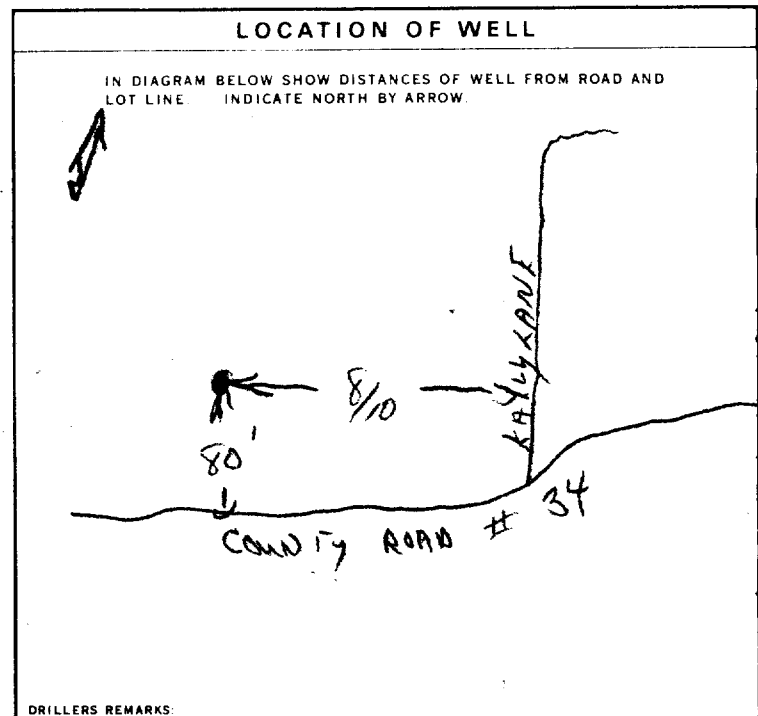 LOCATION OF WELL
IN DIAGRAM BELOW SHOW DISTANCES OF WELL FROM ROAD AND
LOT LINE. INDICATE NORTH BY ARROW.
8/10
80'
COUNTY ROAD # 34
DRILLERS REMARKS: